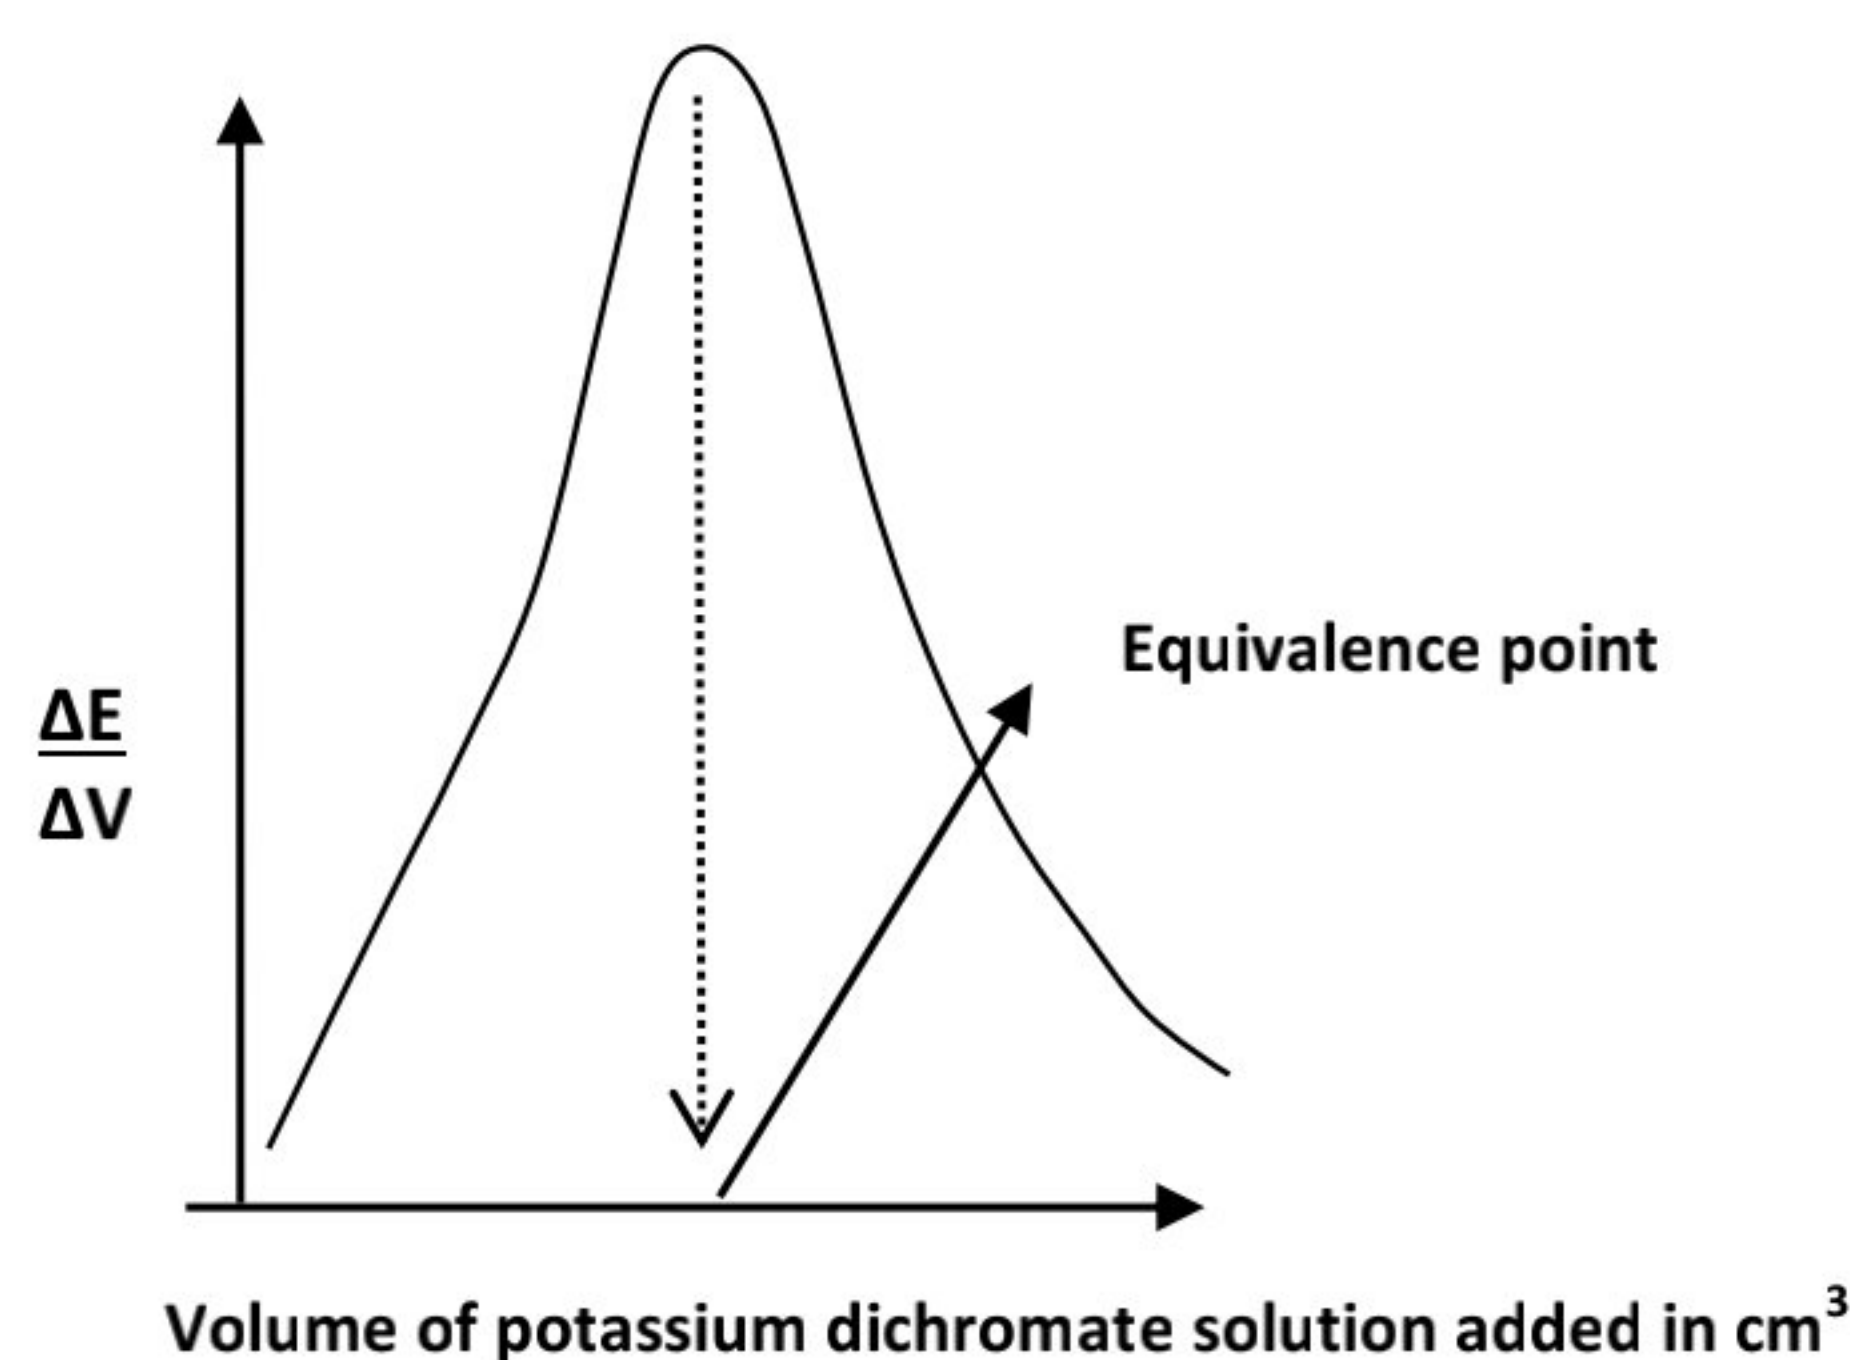 Equivalence point
ΔE
ΔV
Volume of potassium dichromate solution added in cm³